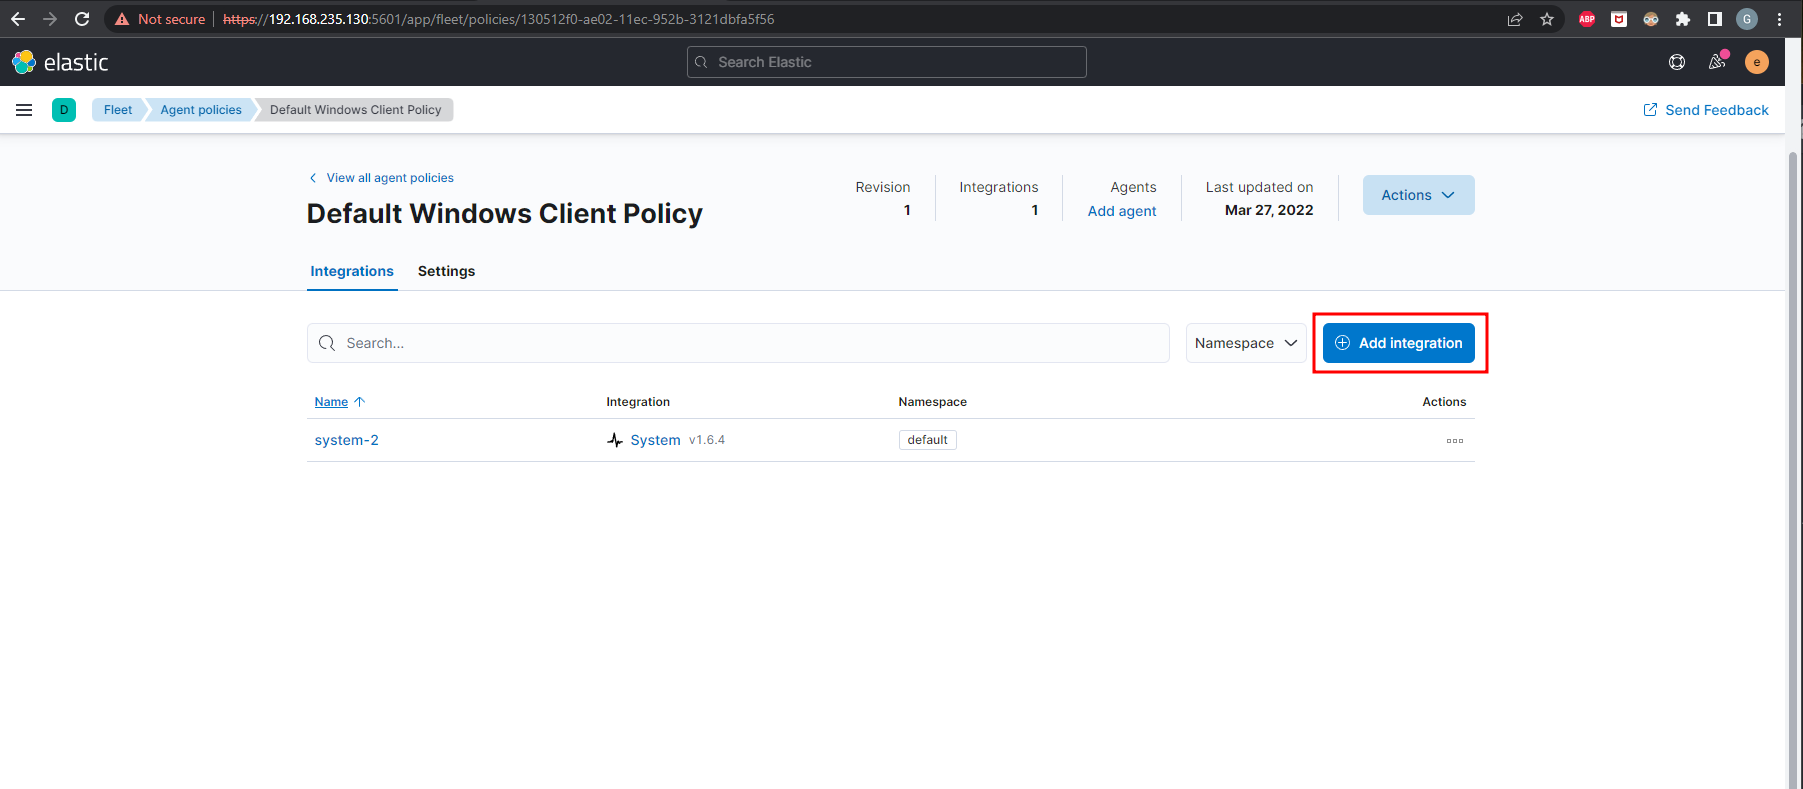 Not secure | https://192.168.235.130:5601/app/fleet/policies/130512f0-ae02-11ec-952b-3121dbfa5f56 ABP G
elastic Search Elastic e
D Fleet Agent policies Default Windows Client Policy Send Feedback
View all agent policies
Default Windows Client Policy
Revision Integrations Agents Last updated on Actions
1 1 Add agent Mar 27, 2022
Integrations Settings
Search... Namespace Add integration
Name Integration Namespace Actions
system-2 System v1.6.4 default